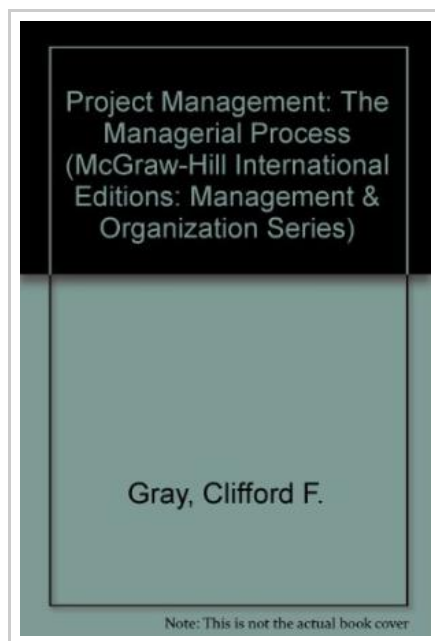 Project Management: The
Managerial Process
(McGraw-Hill International
Editions: Management &
Organization Series)
Gray, Clifford F.
Note: This is not the actual book cover